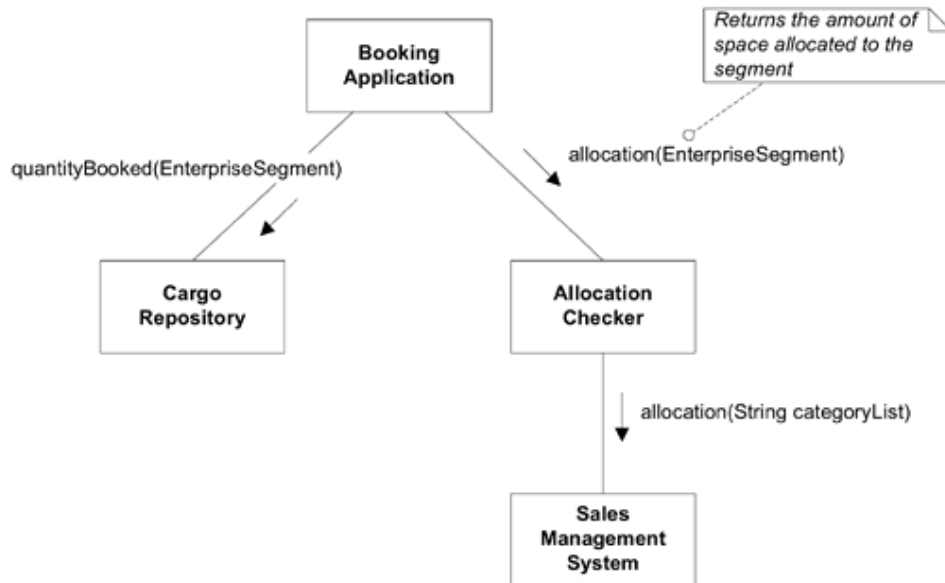 Booking
Application
Returns the amount of
space allocated to the
segment
quantityBooked(EnterpriseSegment)
allocation(EnterpriseSegment)
Cargo
Repository
Allocation
Checker
allocation(String categoryList)
Sales
Management
System